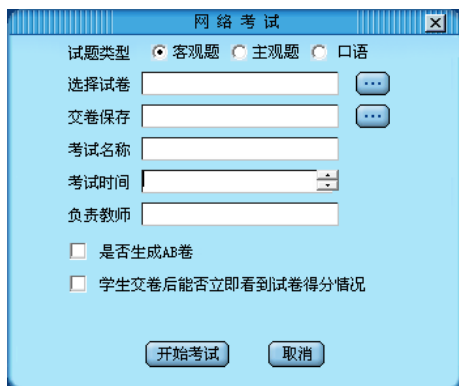 网络考试
试题类型 客观题 主观题 口语
选择试卷 ...
交卷保存 ...
考试名称
考试时间
负责教师
是否生成AB卷
学生交卷后能否立即看到试卷得分情况
开始考试 取消